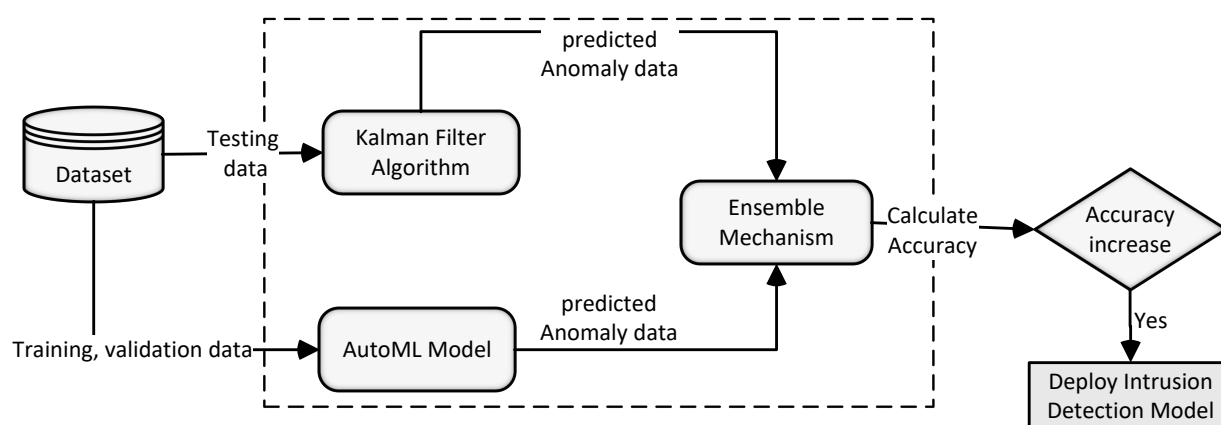 predicted
Anomaly data
Dataset
Testing
data
Kalman Filter
Algorithm
Ensemble
Mechanism
Calculate
Accuracy
Accuracy
increase
Training, validation data
AutoML Model
predicted
Anomaly data
Yes
Deploy Intrusion
Detection Model